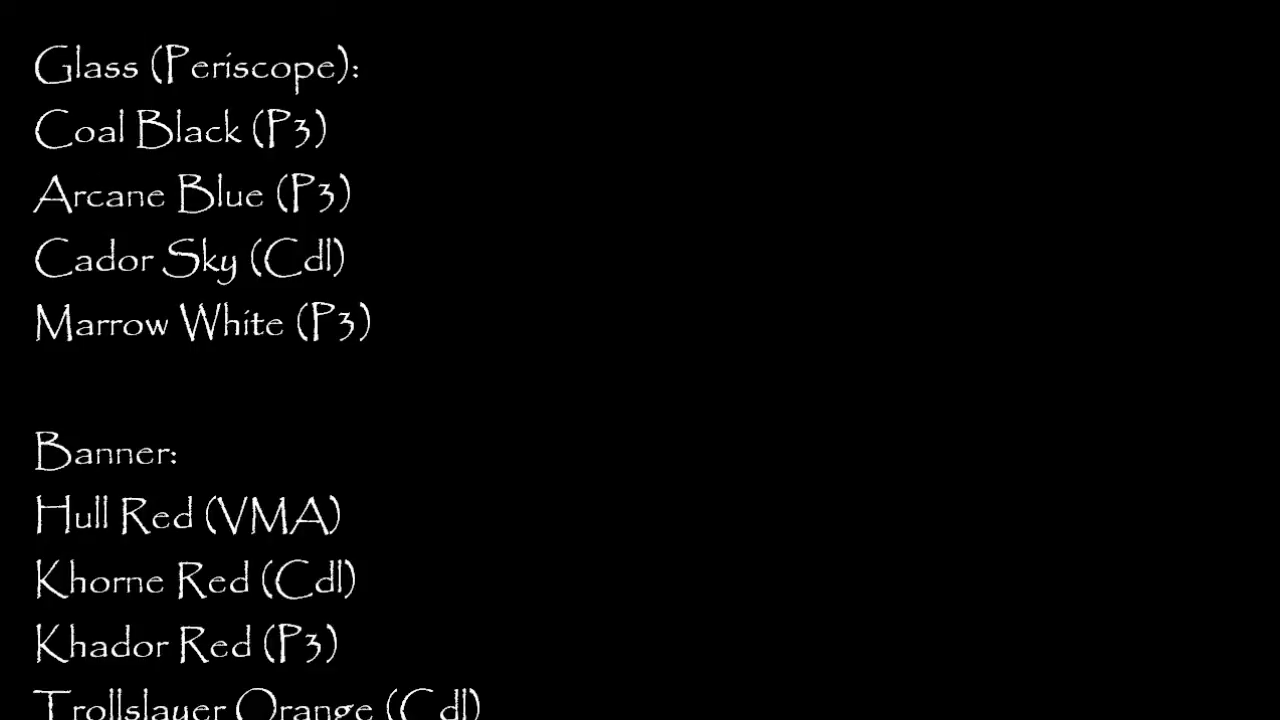 Glass (Periscope):
Coal Black (P3)
Arcane Blue (P3)
Cador Sky (Cdl)
Marrow White (P3)
Banner:
Hull Red (VMA)
Khorne Red (Cdl)
Khador Red (P3)
Trollslayer Orange (Cdl)